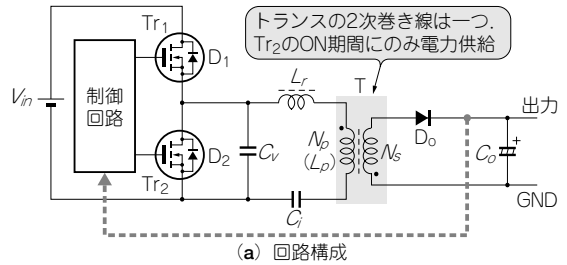 トランスの2次巻き線は一つ.
Tr2のON期間にのみ電力供給
Tr1
D1
Lr
T
Vin
制御
回路
出力
Do
Np
(Lp)
Ns
Co
+
D2
Cv
Tr2
Ci
GND
(a) 回路構成